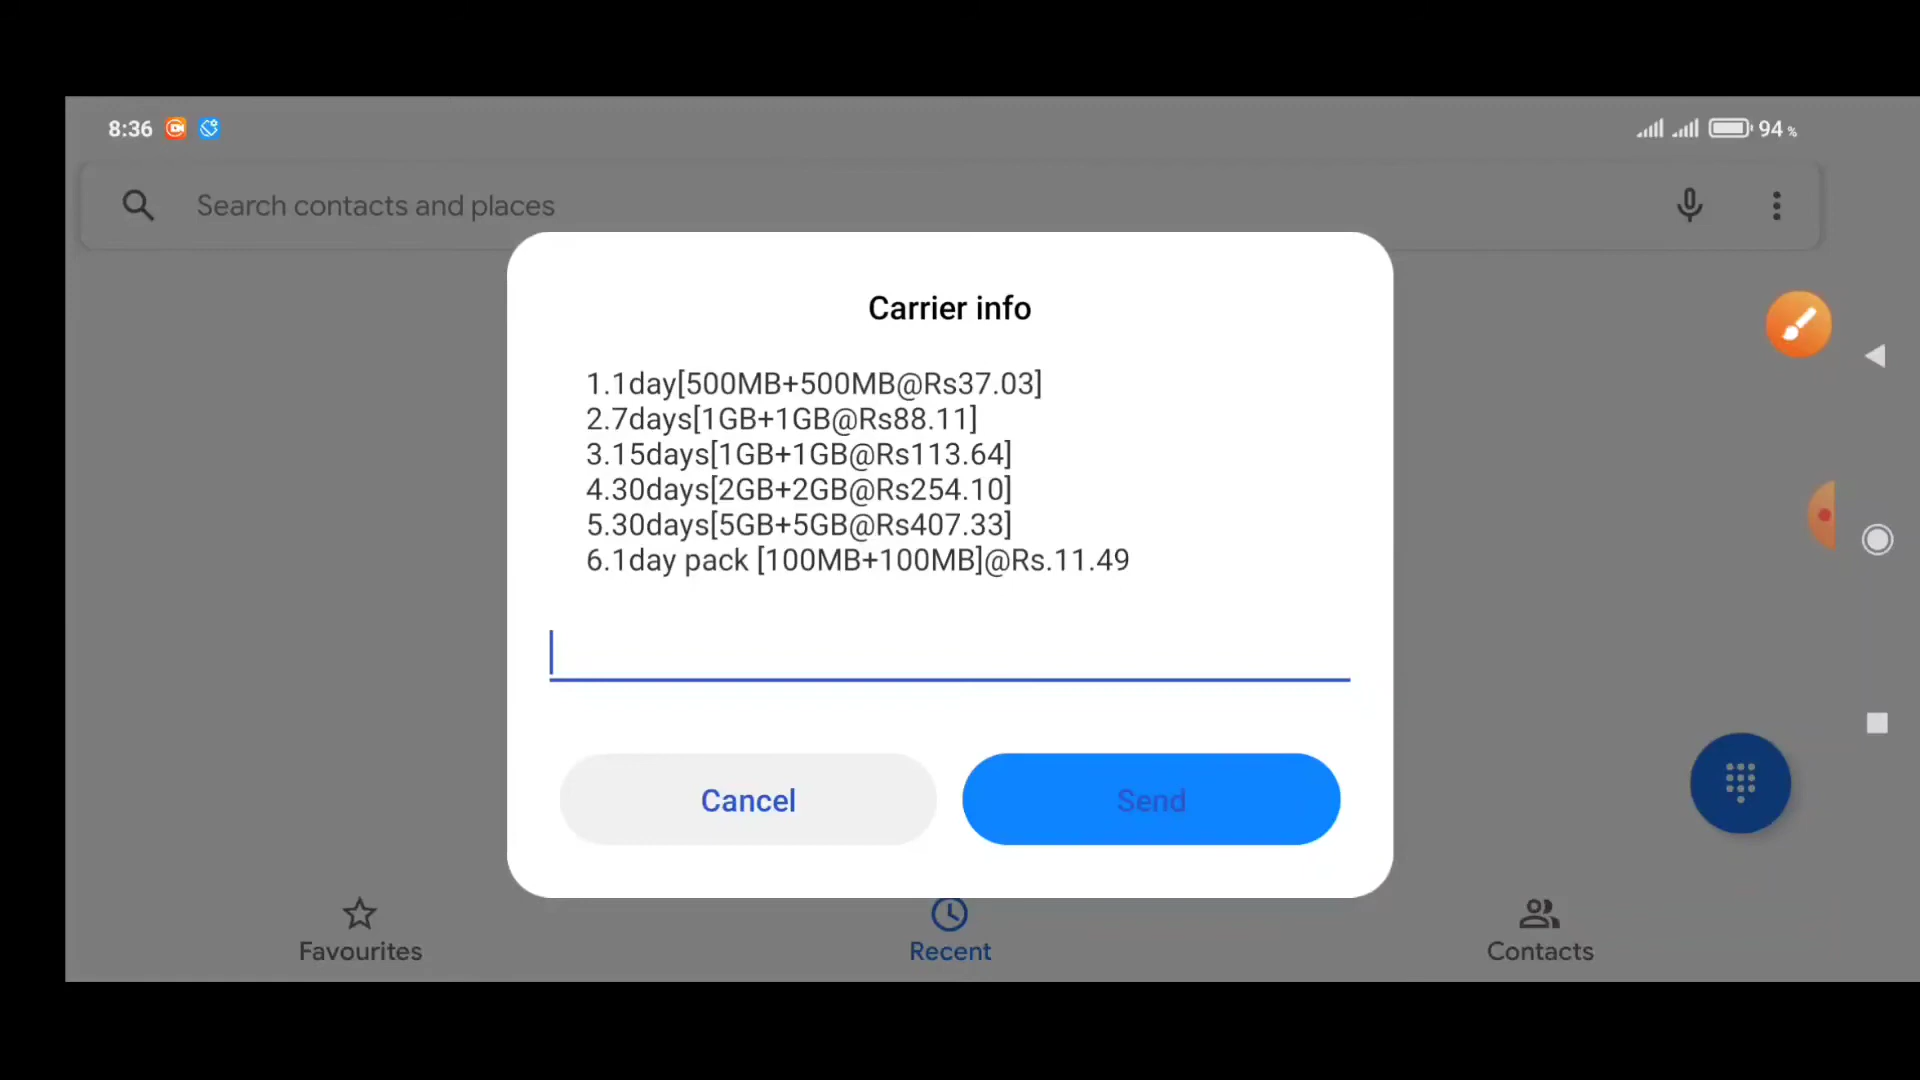 8:36
94 %
Search contacts and places
Carrier info
1.1day[500MB+500MB@Rs37.03]
2.7days[1GB+1GB@Rs88.11]
3.15days[1GB+1GB@Rs113.64]
4.30days[2GB+2GB@Rs254.10]
5.30days[5GB+5GB@Rs407.33]
6.1day pack [100MB+100MB]@Rs.11.49
Cancel
Send
Favourites
Recent
Contacts